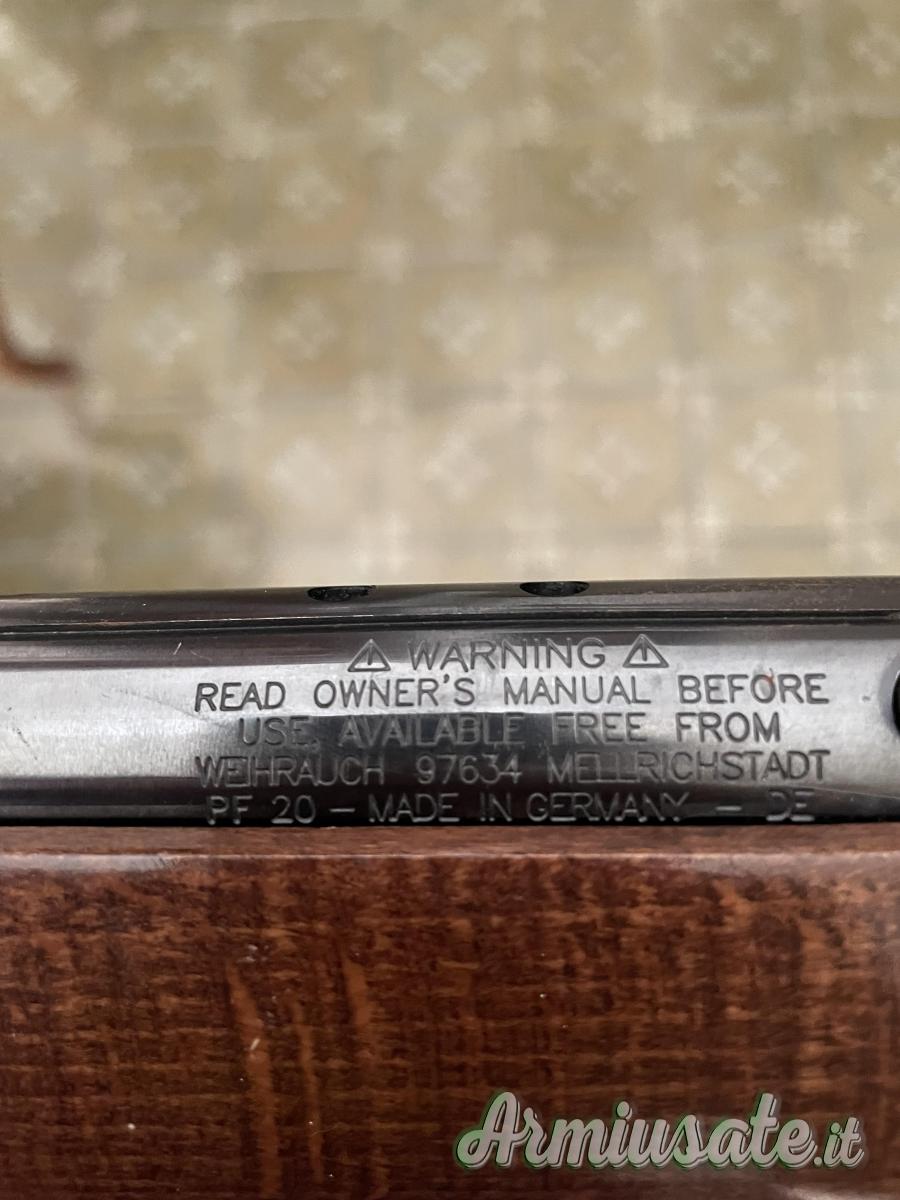 ⚠ WARNING ⚠
READ OWNER'S MANUAL BEFORE
USE, AVAILABLE FREE FROM
WEIHRAUCH 97634 MELLRICHSTADT
PF 20 - MADE IN GERMANY - DE
Armiusate.it